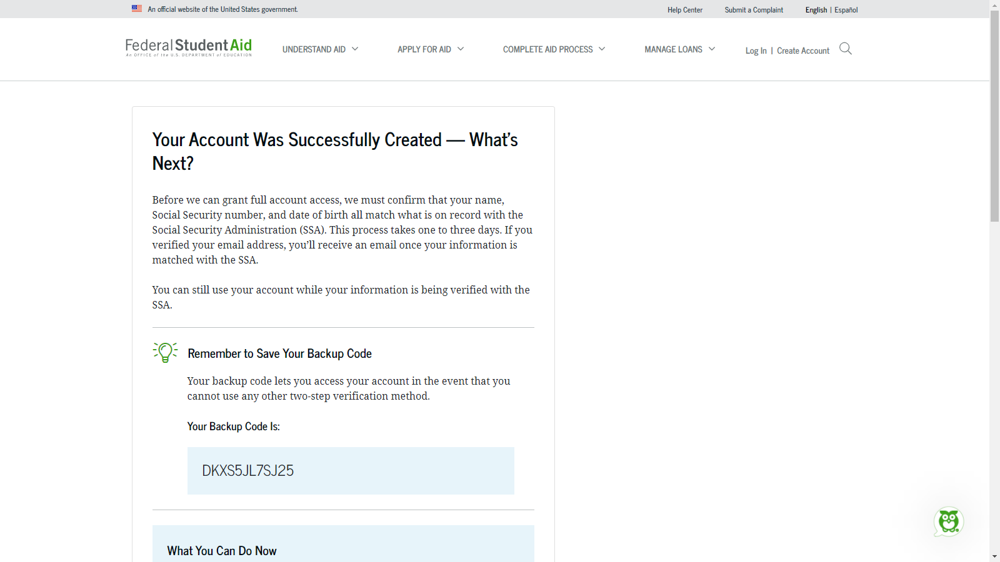 An official website of the United States government.
Help Center
Submit a Complaint
English | Español
Federal Student Aid
An OFFICE of the U.S. DEPARTMENT of EDUCATION
UNDERSTAND AID
APPLY FOR AID
COMPLETE AID PROCESS
MANAGE LOANS
Log In | Create Account
Your Account Was Successfully Created — What's
Next?
Before we can grant full account access, we must confirm that your name,
Social Security number, and date of birth all match what is on record with the
Social Security Administration (SSA). This process takes one to three days. If you
verified your email address, you'll receive an email once your information is
matched with the SSA.
You can still use your account while your information is being verified with the
SSA.
Remember to Save Your Backup Code
Your backup code lets you access your account in the event that you
cannot use any other two-step verification method.
Your Backup Code Is:
DKXS5JL7SJ25
What You Can Do Now